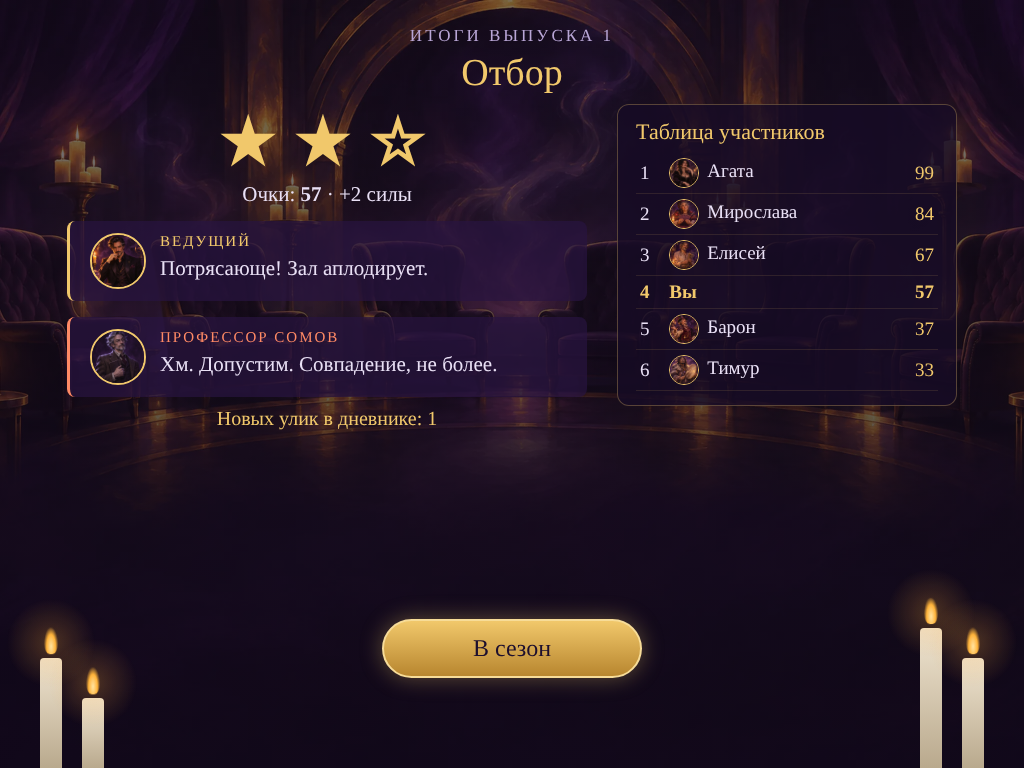 ИТОГИ ВЫПУСКА 1
Отбор
Очки: 57 · +2 силы
ВЕДУЩИЙ
Потрясающе! Зал аплодирует.
ПРОФЕССОР СОМОВ
Хм. Допустим. Совпадение, не более.
Новых улик в дневнике: 1
Таблица участников
1 Агата 99
2 Мирослава 84
3 Елисей 67
4 Вы 57
5 Барон 37
6 Тимур 33
В сезон